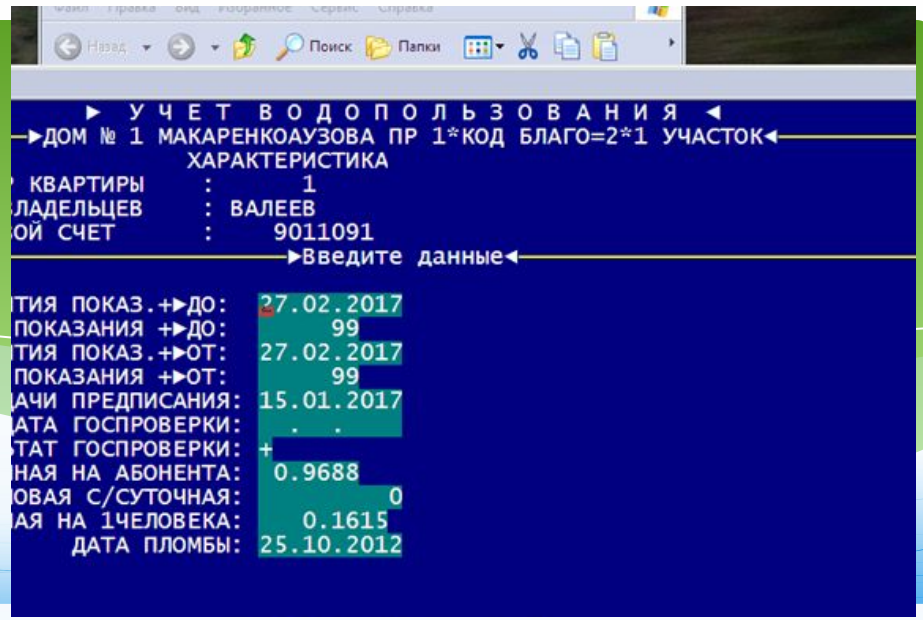 Файл Правка Вид Избранное Сервис Справка
Назад Поиск Папки
► У Ч Е Т В О Д О П О Л Ь З О В А Н И Я ◄
►ДОМ № 1 МАКАРЕНКОАУЗОВА ПР 1*КОД БЛАГО=2*1 УЧАСТОК◄
ХАРАКТЕРИСТИКА
КВАРТИРЫ : 1
ЛАДЕЛЬЦЕВ : ВАЛЕЕВ
ОЙ СЧЕТ : 9011091
►Введите данные◄
ТИЯ ПОКАЗ.+►ДО: 27.02.2017
ПОКАЗАНИЯ +►ДО: 99
ТИЯ ПОКАЗ.+►ОТ: 27.02.2017
ПОКАЗАНИЯ +►ОТ: 99
АЧИ ПРЕДПИСАНИЯ: 15.01.2017
АТА ГОСПРОВЕРКИ: . .
ТАТ ГОСПРОВЕРКИ: +
НАЯ НА АБОНЕНТА: 0.9688
ОВАЯ С/СУТОЧНАЯ: 0
АЯ НА 1ЧЕЛОВЕКА: 0.1615
ДАТА ПЛОМБЫ: 25.10.2012